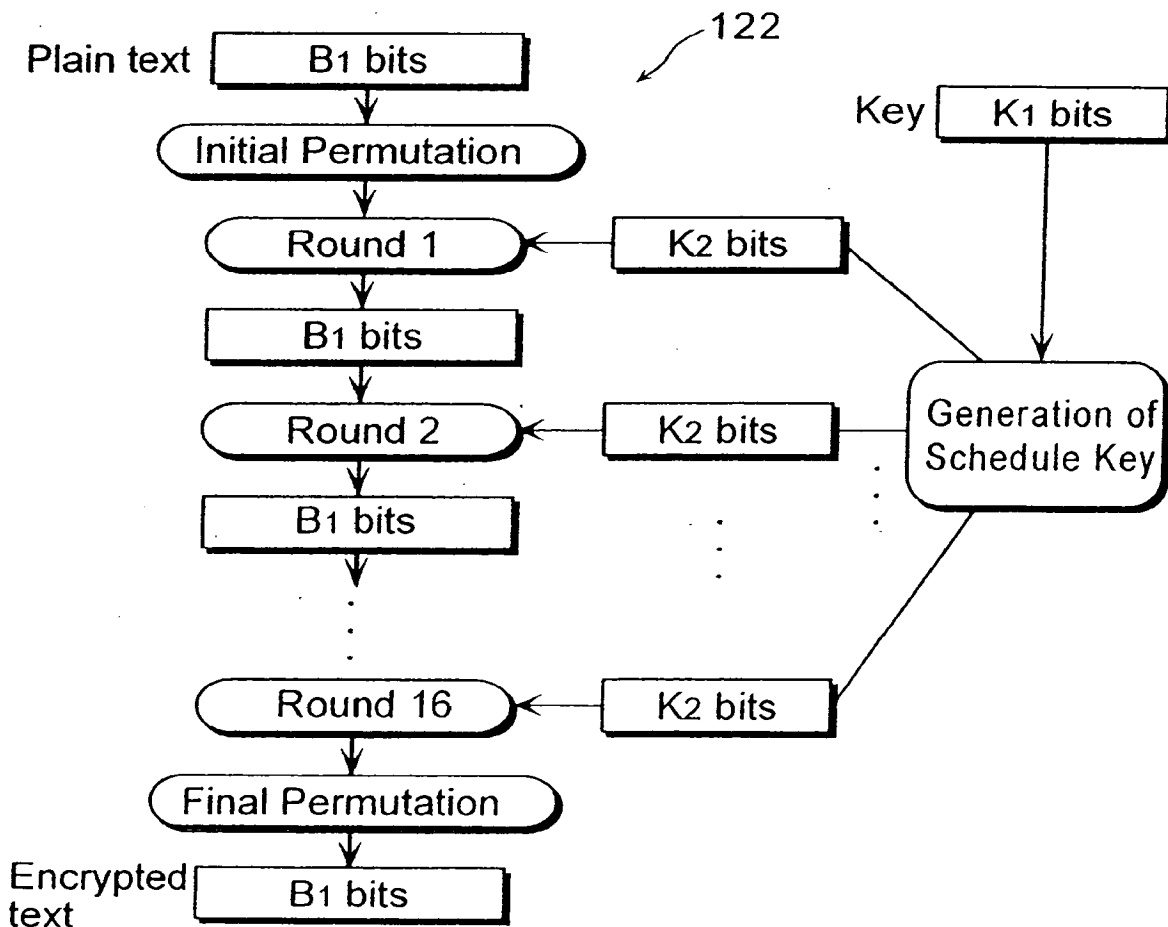 122
Plain text
B1 bits
Key
K1 bits
Initial Permutation
Round 1
K2 bits
B1 bits
Generation of
Schedule Key
Round 2
K2 bits
B1 bits
Round 16
K2 bits
Final Permutation
Encrypted
text
B1 bits